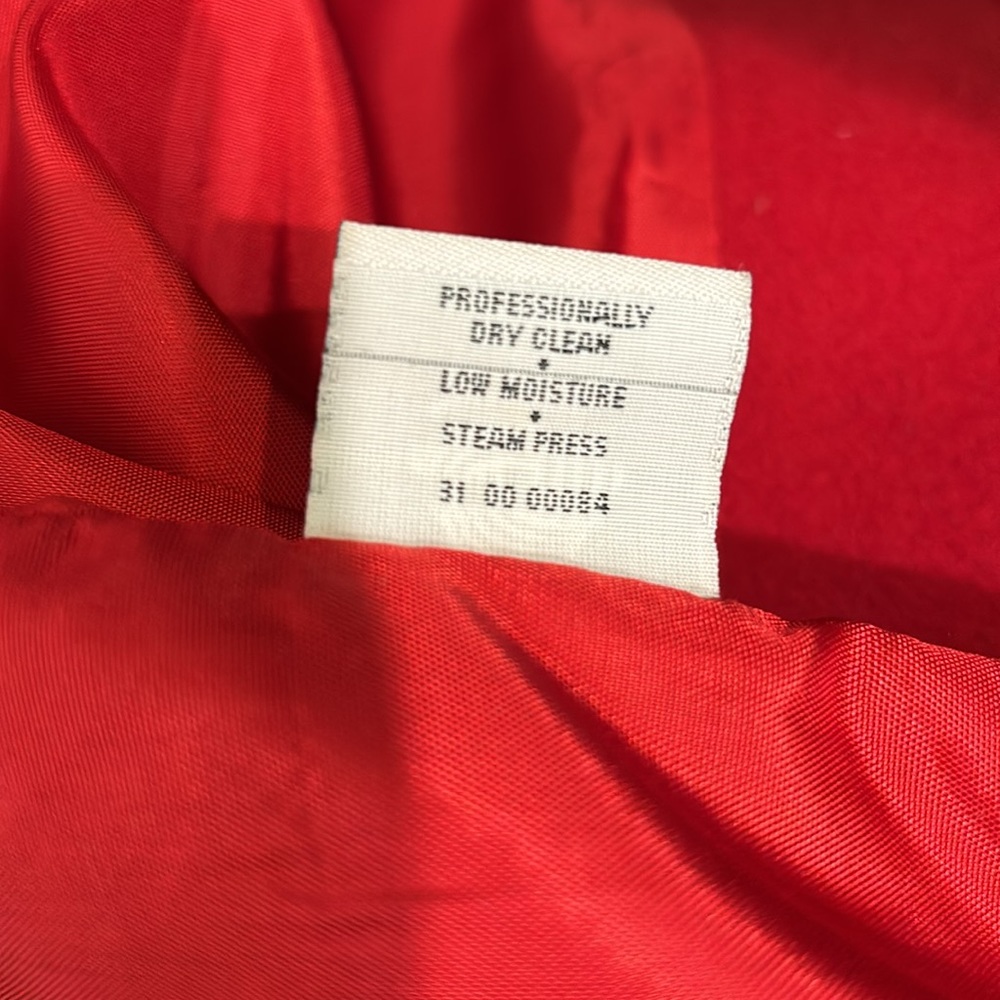 PROFESSIONALLY
DRY CLEAN
LOW MOISTURE
STEAM PRESS
31 00 00084